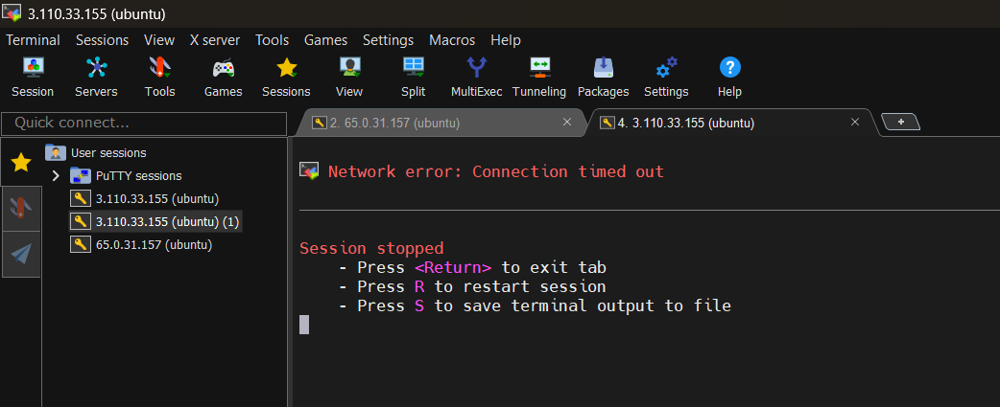 3.110.33.155 (ubuntu)
Terminal Sessions View X server Tools Games Settings Macros Help
Session Servers Tools Games Sessions View Split MultiExec Tunneling Packages Settings Help
Quick connect...
2. 65.0.31.157 (ubuntu)
4. 3.110.33.155 (ubuntu)
User sessions
PuTTY sessions
3.110.33.155 (ubuntu)
3.110.33.155 (ubuntu) (1)
65.0.31.157 (ubuntu)
Network error: Connection timed out
Session stopped
- Press <Return> to exit tab
- Press R to restart session
- Press S to save terminal output to file